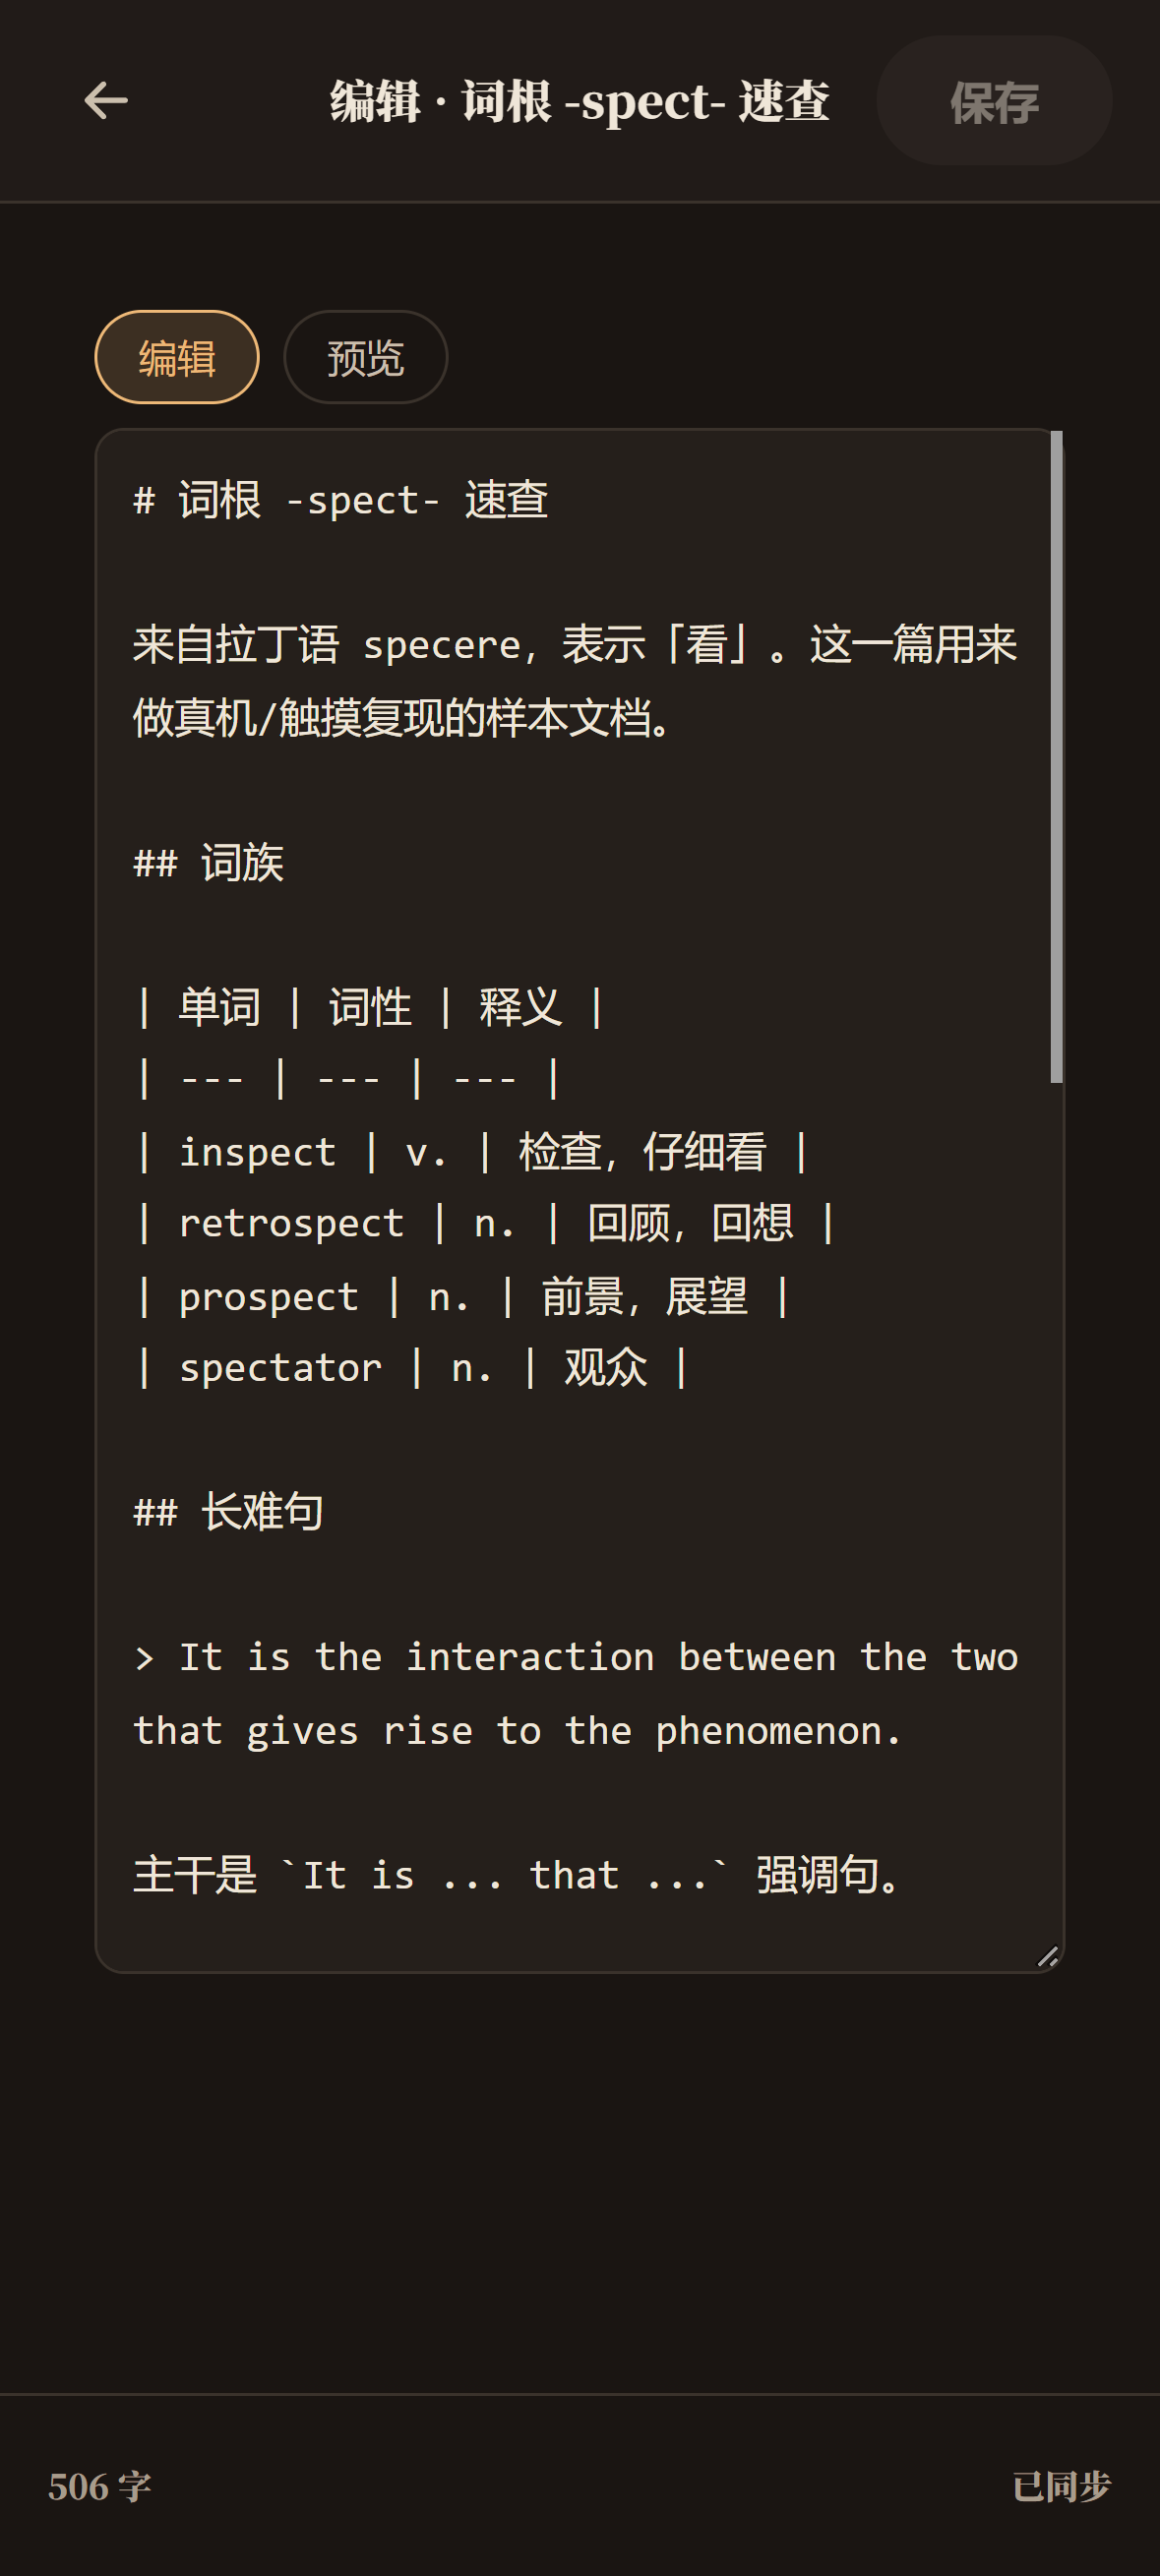 编辑 · 词根 -spect- 速查
保存
编辑
预览
# 词根 -spect- 速查
来自拉丁语 specere, 表示「看」。这一篇用来
做真机/触摸复现的样本文档。
## 词族
| 单词 | 词性 | 释义 |
| --- | --- | --- |
| inspect | v. | 检查, 仔细看 |
| retrospect | n. | 回顾, 回想 |
| prospect | n. | 前景, 展望 |
| spectator | n. | 观众 |
## 长难句
> It is the interaction between the two
that gives rise to the phenomenon.
主干是 `It is ... that ...` 强调句。
506 字
已同步